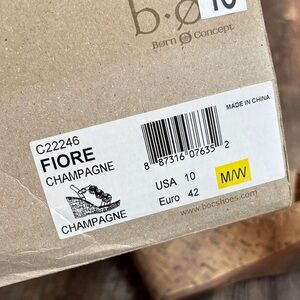 b.ø
10
Børn Ø Concept
MADE IN CHINA
C22246
FIORE
CHAMPAGNE
8 87316 07635 2
USA 10
Euro 42
M/W
CHAMPAGNE
www.bocshoes.com